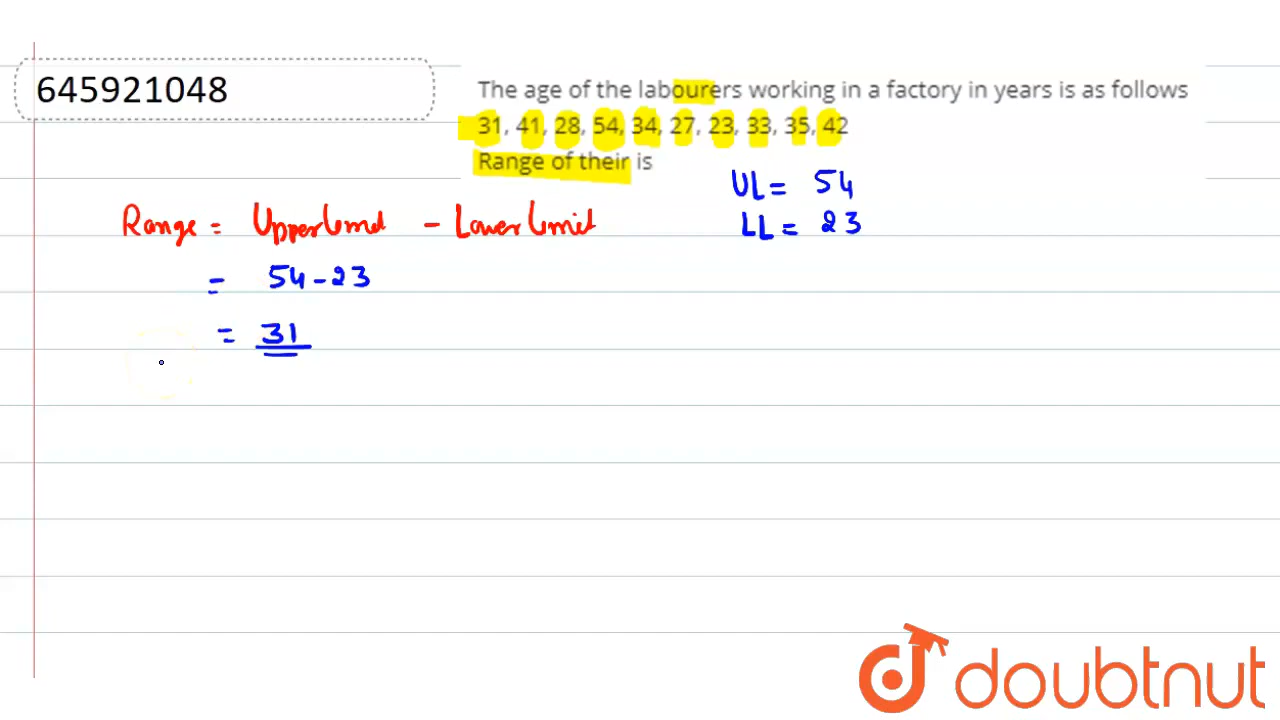 645921048
The age of the labourers working in a factory in years is as follows
31, 41, 28, 54, 34, 27, 23, 33, 35, 42
Range of their is
UL = 54
LL = 23
Range = Upper limit - Lower limit
= 54 - 23
= 31
doubtnut